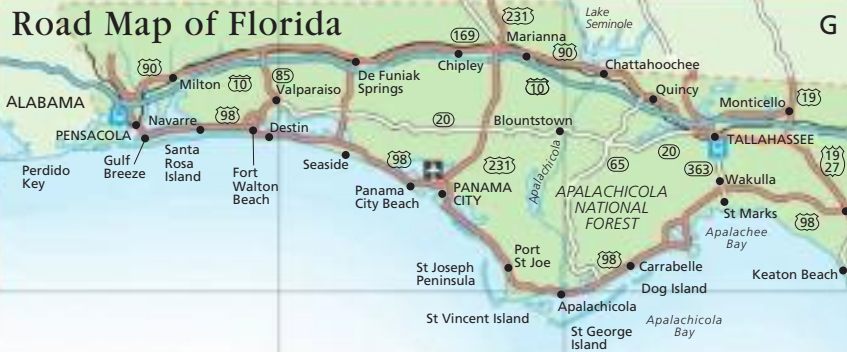 Road Map of Florida
G
231
Lake
Seminole
169
Marianna
90
90
Milton
10
85
Valparaiso
De Funiak
Springs
Chipley
10
Chattahoochee
Quincy
Monticello
19
ALABAMA
PENSACOLA
Navarre
98
Destin
20
Blountstown
TALLAHASSEE
Perdido
Key
Gulf
Breeze
Santa
Rosa
Island
Fort
Walton
Beach
Seaside
98
231
Apalachicola
65
20
363
Wakulla
19
27
Panama
City Beach
PANAMA
CITY
APALACHICOLA
NATIONAL
FOREST
St Marks
98
Apalachee
Bay
Port
St Joe
St Joseph
Peninsula
98
Carrabelle
Keaton Beach
Dog Island
St Vincent Island
Apalachicola
St George
Island
Apalachicola
Bay